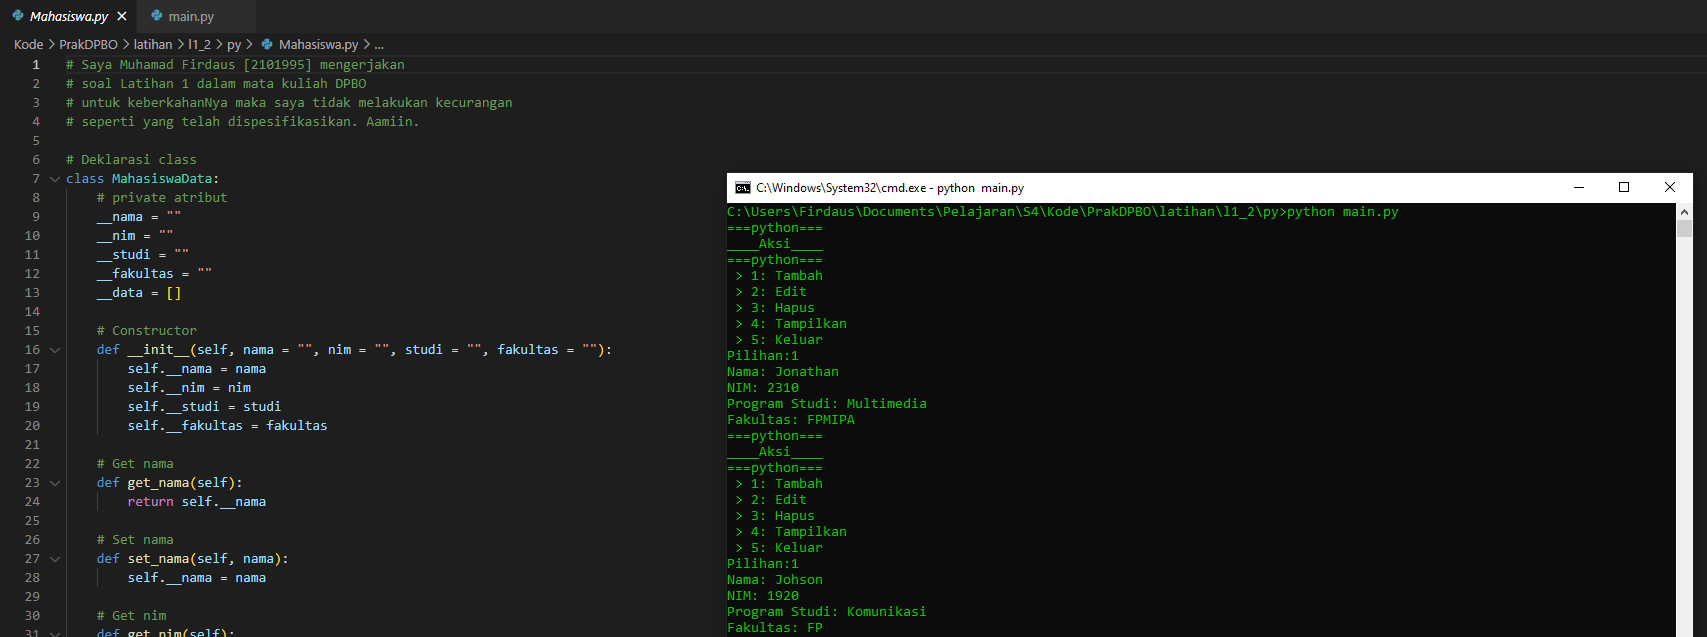 Mahasiswa.py
main.py
Kode > PrakDPBO > latihan > l1_2 > py > Mahasiswa.py > ...
1 # Saya Muhamad Firdaus [2101995] mengerjakan
2 # soal Latihan 1 dalam mata kuliah DPBO
3 # untuk keberkahanNya maka saya tidak melakukan kecurangan
4 # seperti yang telah dispesifikasikan. Aamiin.
5
6 # Deklarasi class
7 class MahasiswaData:
8 # private atribut
9 __nama = ""
10 __nim = ""
11 __studi = ""
12 __fakultas = ""
13 __data = []
14
15 # Constructor
16 def __init__(self, nama = "", nim = "", studi = "", fakultas = ""):
17 self.__nama = nama
18 self.__nim = nim
19 self.__studi = studi
20 self.__fakultas = fakultas
21
22 # Get nama
23 def get_nama(self):
24 return self.__nama
25
26 # Set nama
27 def set_nama(self, nama):
28 self.__nama = nama
29
30 # Get nim
31 def get_nim(self):
C:\Windows\System32\cmd.exe - python main.py
C:\Users\Firdaus\Documents\Pelajaran\S4\Kode\PrakDPBO\latihan\l1_2\py>python main.py
===python===
____Aksi____
===python===
> 1: Tambah
> 2: Edit
> 3: Hapus
> 4: Tampilkan
> 5: Keluar
Pilihan:1
Nama: Jonathan
NIM: 2310
Program Studi: Multimedia
Fakultas: FPMIPA
===python===
____Aksi____
===python===
> 1: Tambah
> 2: Edit
> 3: Hapus
> 4: Tampilkan
> 5: Keluar
Pilihan:1
Nama: Johson
NIM: 1920
Program Studi: Komunikasi
Fakultas: FP